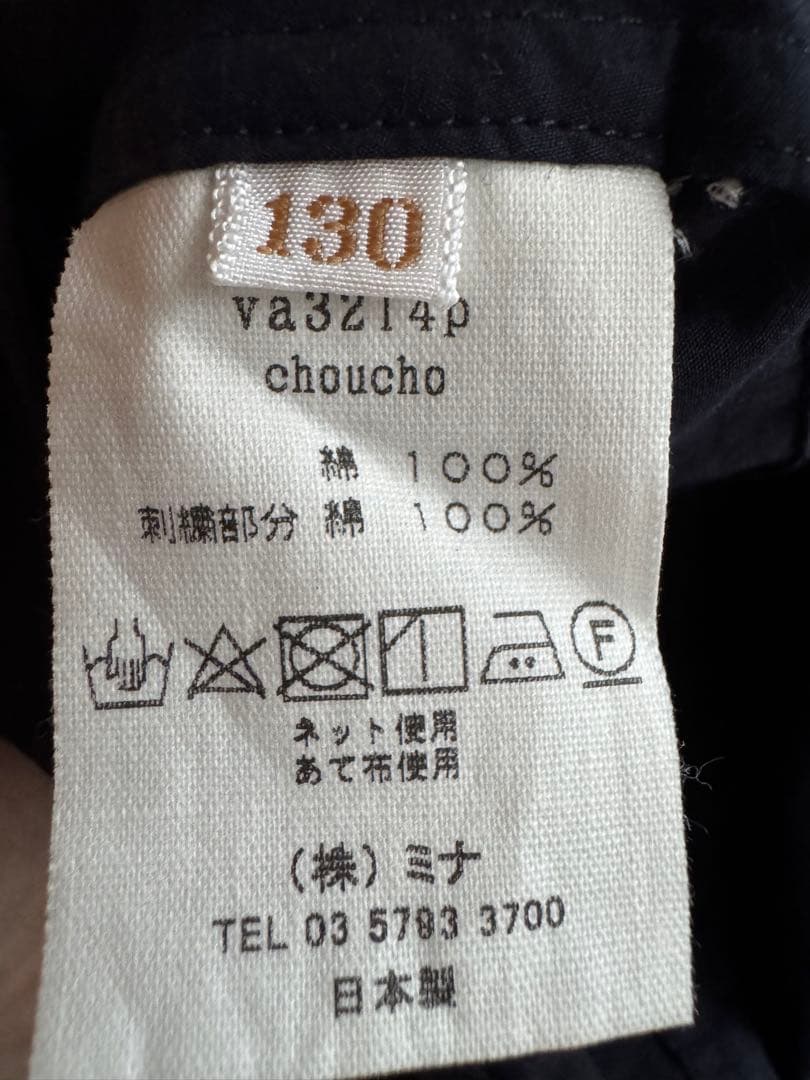 130
va3214p
choucho
綿 100%
刺繍部分 綿 100%
F
ネット使用
あて布使用
(株)ミナ
TEL 03 5793 3700
日本製